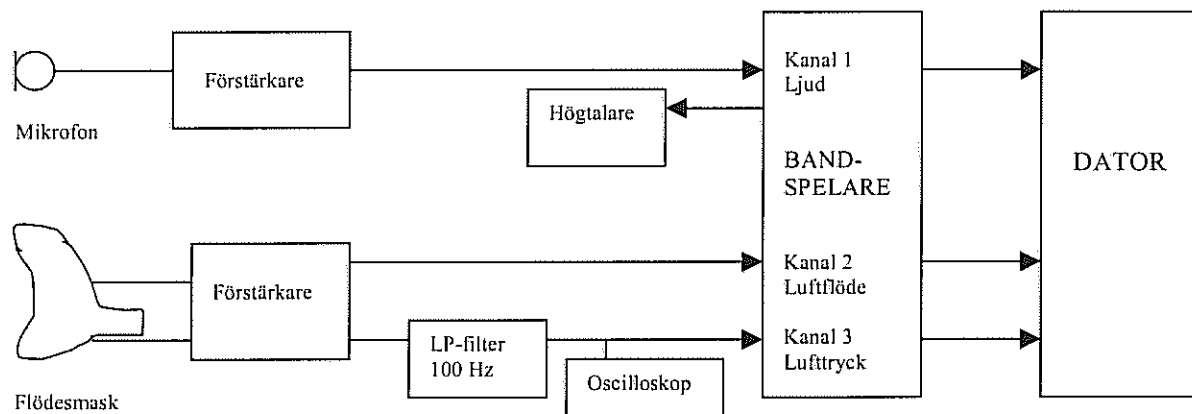 Mikrofon
Förstärkare
Högtalare
Kanal 1
Ljud
BAND-
SPELARE
DATOR
Flödesmask
Förstärkare
LP-filter
100 Hz
Oscilloskop
Kanal 2
Luftflöde
Kanal 3
Lufttryck